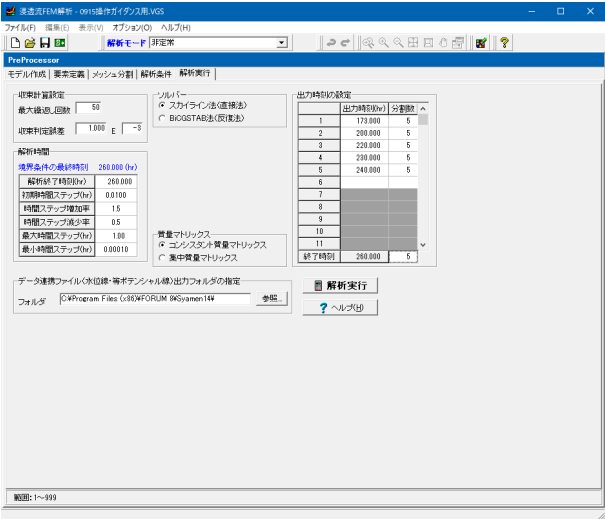 浸透流FEM解析 - 0915操作ガイダンス用.VGS
ファイル(F) 編集(E) 表示(V) オプション(O) ヘルプ(H)
解析モード 非定常
PreProcessor
モデル作成 要素定義 メッシュ分割 解析条件 解析実行
収束計算設定
最大繰返し回数 50
収束判定誤差 1.000 E -3
解析時間
境界条件の最終時刻 260.000 (hr)
解析終了時刻(hr) 260.000
初期時間ステップ(hr) 0.0100
時間ステップ増加率 1.5
時間ステップ減少率 0.5
最大時間ステップ(hr) 1.00
最小時間ステップ(hr) 0.00010
ソルバー
スカイライン法(直接法)
BiCGSTAB法(反復法)
質量マトリックス
コンシスタント質量マトリックス
集中質量マトリックス
出力時刻の設定
出力時刻(hr) 分割数
1 173.000 5
2 200.000 5
3 220.000 5
4 230.000 5
5 240.000 5
6
7
8
9
10
11
終了時刻 260.000 5
データ連携ファイル(水位線・等ポテンシャル線)出力フォルダの指定
フォルダ C:¥Program Files (x86)¥FORUM 8¥Syamen14¥ 参照...
解析実行
ヘルプ(H)
範囲:1～999